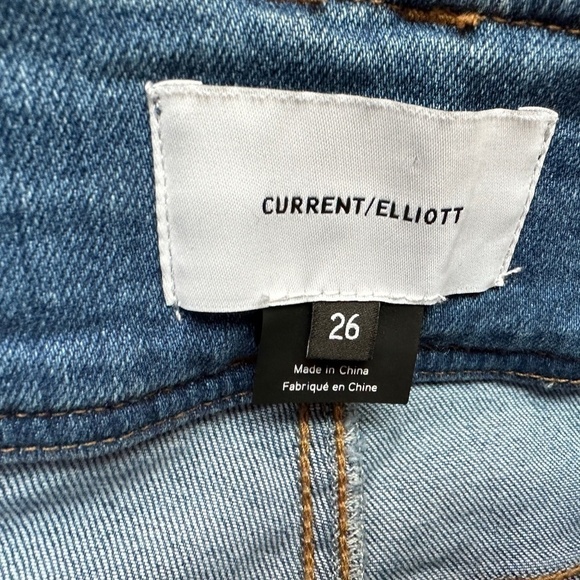 CURRENT/ELLIOTT
26
Made in China
Fabriqué en Chine